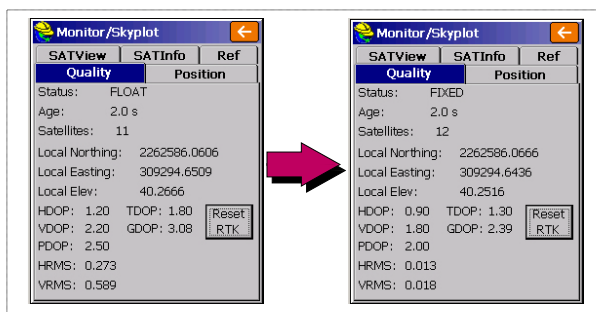 Monitor/Skyplot
SATView SATInfo Ref
Quality Position
Status: FLOAT
Age: 2.0 s
Satellites: 11
Local Northing: 2262586.0606
Local Easting: 309294.6509
Local Elev: 40.2666
HDOP: 1.20 TDOP: 1.80
VDOP: 2.20 GDOP: 3.08
PDOP: 2.50
Reset
RTK
HRMS: 0.273
VRMS: 0.589
Monitor/Skyplot
SATView SATInfo Ref
Quality Position
Status: FIXED
Age: 2.0 s
Satellites: 12
Local Northing: 2262586.0666
Local Easting: 309294.6436
Local Elev: 40.2516
HDOP: 0.90 TDOP: 1.30
VDOP: 1.80 GDOP: 2.39
PDOP: 2.00
Reset
RTK
HRMS: 0.013
VRMS: 0.018